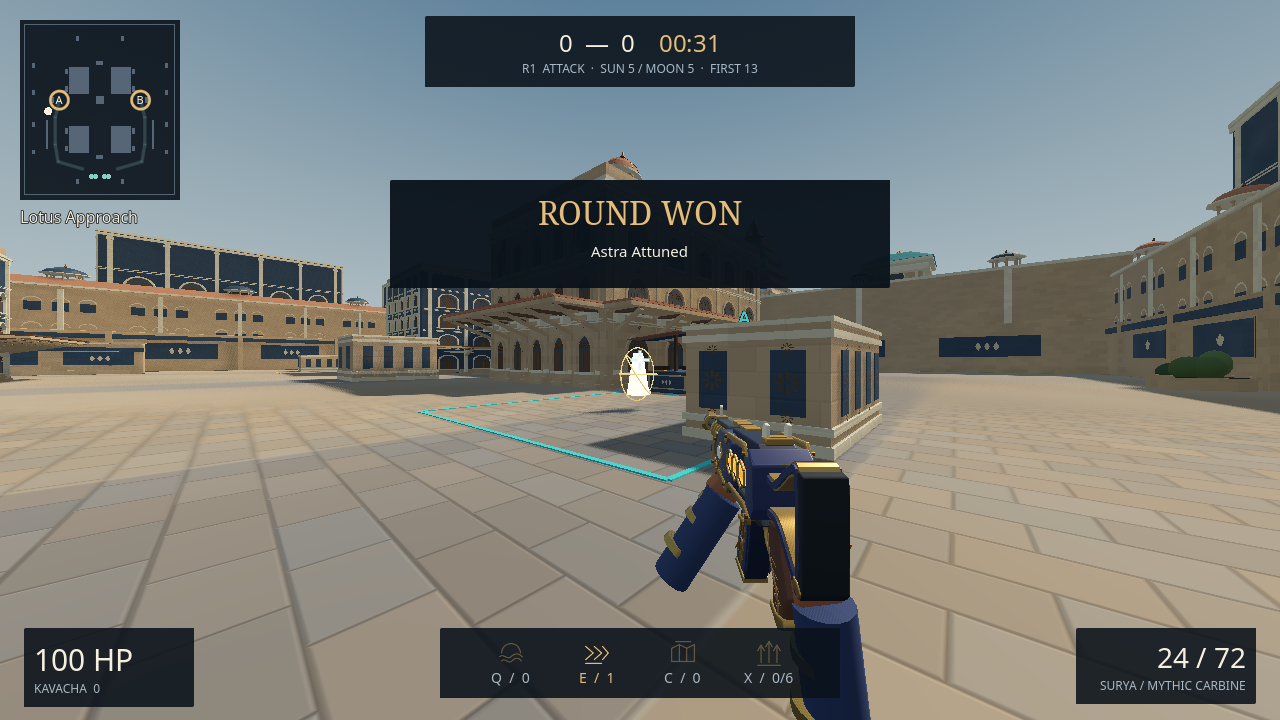 A
B
Lotus Approach
0 — 0 00:31
R1 ATTACK · SUN 5 / MOON 5 · FIRST 13
ROUND WON
Astra Attuned
A
100 HP
KAVACHA 0
Q / 0
E / 1
C / 0
X / 0/6
24 / 72
SURYA / MYTHIC CARBINE